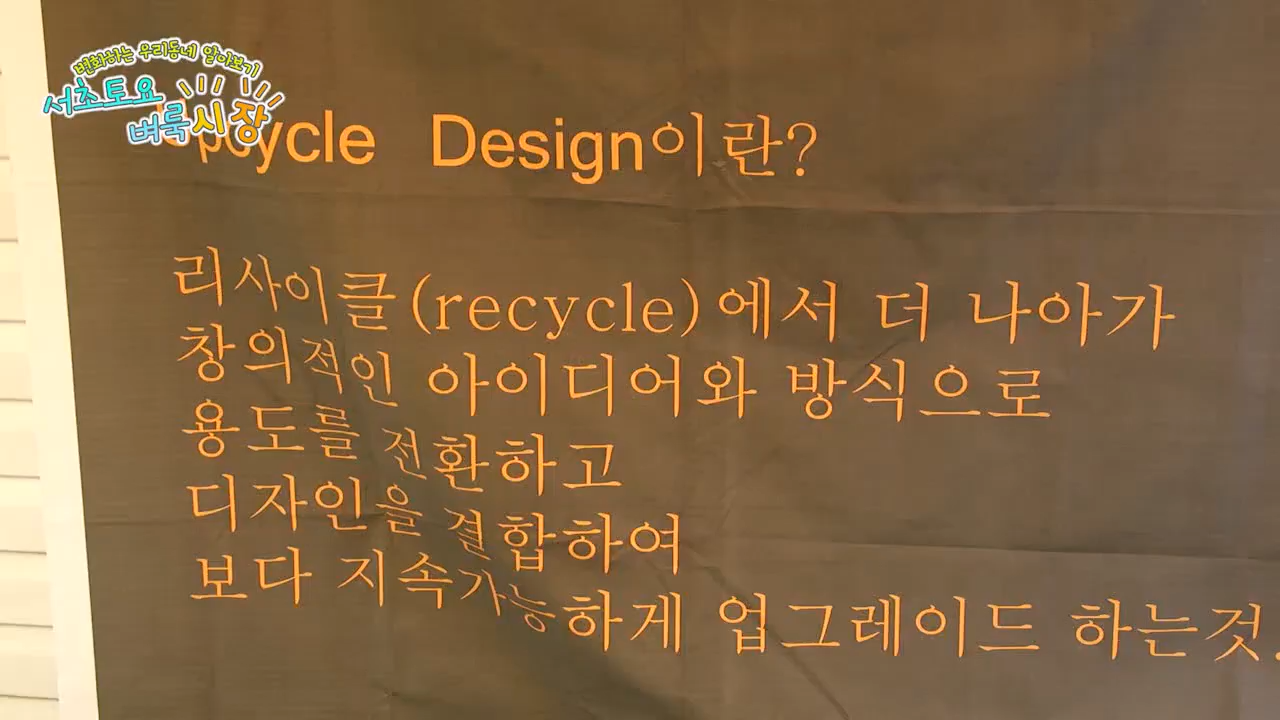 변화하는 우리동네 알아보기
서초토요
벼룩시장
Upcycle Design이란?
리사이클(recycle)에서 더 나아가
창의적인 아이디어와 방식으로
용도를 전환하고
디자인을 결합하여
보다 지속가능하게 업그레이드 하는것.